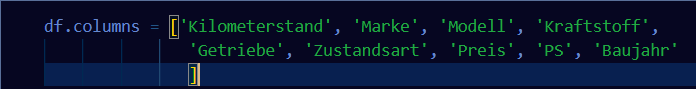 df.columns = ['Kilometerstand', 'Marke', 'Modell', 'Kraftstoff',
'Getriebe', 'Zustandsart', 'Preis', 'PS', 'Baujahr'
]